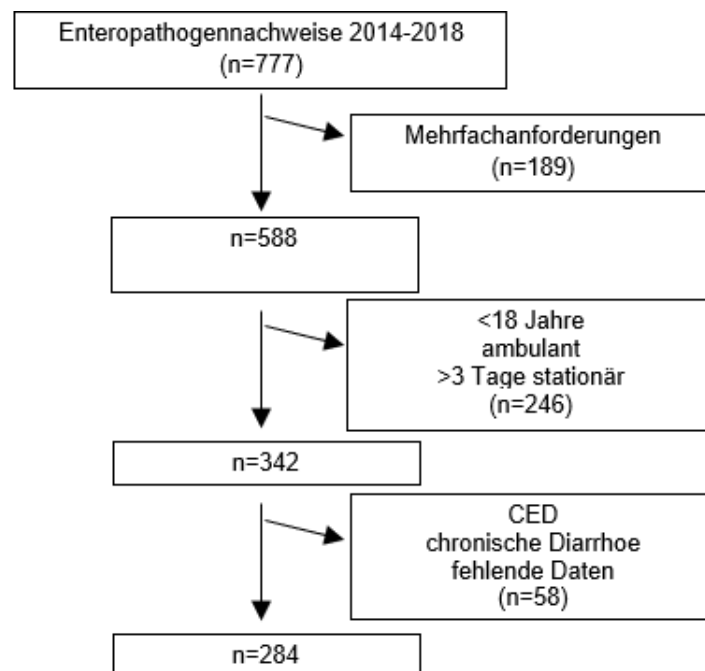 Enteropathogennachweise 2014-2018
(n=777)
Mehrfachanforderungen
(n=189)
n=588
<18 Jahre
ambulant
>3 Tage stationär
(n=246)
n=342
CED
chronische Diarrhoe
fehlende Daten
(n=58)
n=284